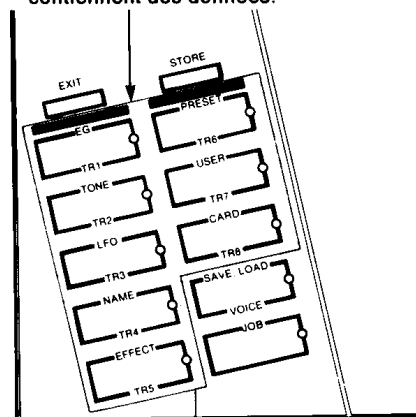 contiennent des données.
EXIT
STORE
EG
TR1
PRESET
TR6
TONE
TR2
USER
TR7
LFO
TR3
CARD
TR8
NAME
TR4
SAVE. LOAD
VOICE
EFFECT
TR5
JOB